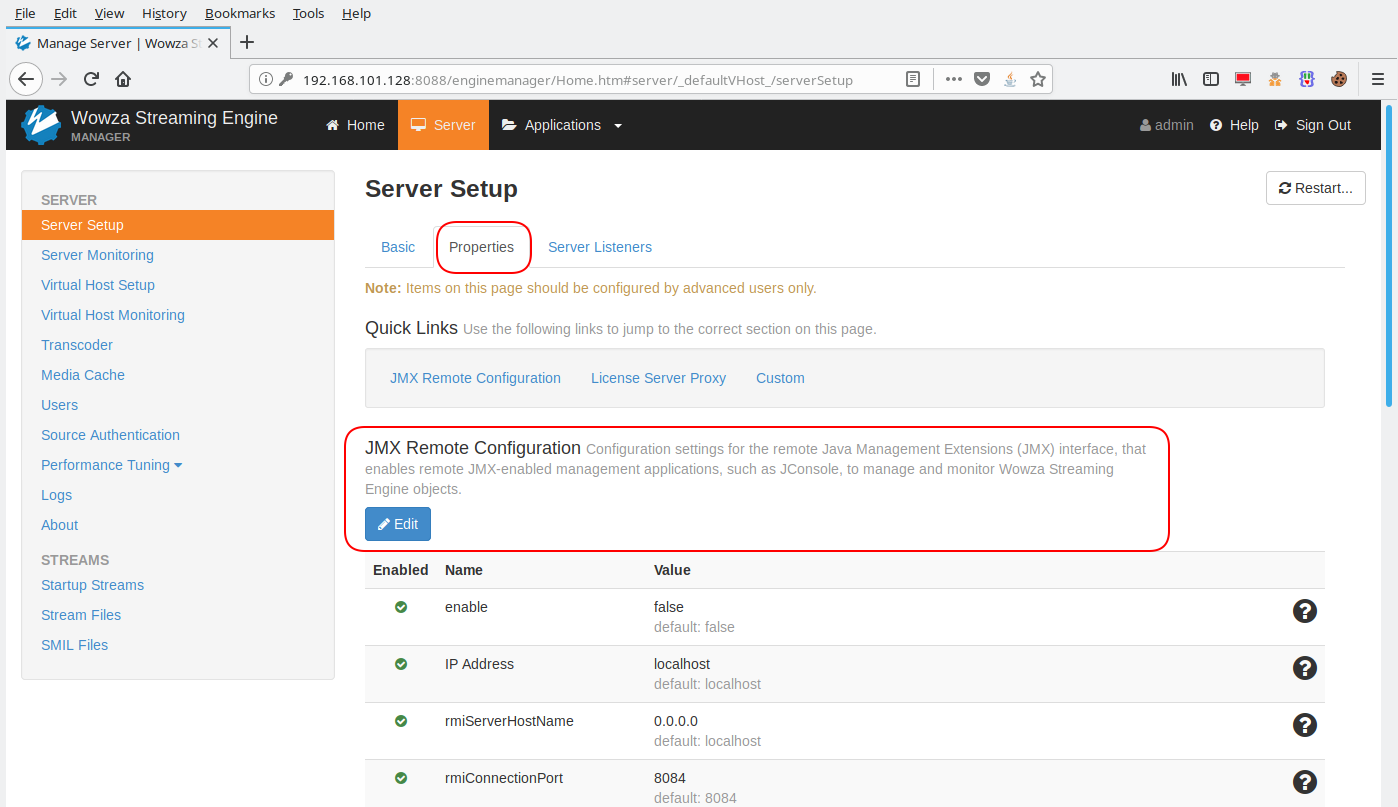 File Edit View History Bookmarks Tools Help
Manage Server | Wowza St
192.168.101.128:8088/enginemanager/Home.htm#server/_defaultVHost_/serverSetup
Wowza Streaming Engine
MANAGER
Home Server Applications admin Help Sign Out
SERVER
Server Setup
Server Monitoring
Virtual Host Setup
Virtual Host Monitoring
Transcoder
Media Cache
Users
Source Authentication
Performance Tuning
Logs
About
STREAMS
Startup Streams
Stream Files
SMIL Files
Server Setup
Restart...
Basic Properties Server Listeners
Note: Items on this page should be configured by advanced users only.
Quick Links Use the following links to jump to the correct section on this page.
JMX Remote Configuration License Server Proxy Custom
JMX Remote Configuration Configuration settings for the remote Java Management Extensions (JMX) interface, that
enables remote JMX-enabled management applications, such as JConsole, to manage and monitor Wowza Streaming
Engine objects.
Edit
Enabled Name Value
enable false
default: false
IP Address localhost
default: localhost
rmiServerHostName 0.0.0.0
default: localhost
rmiConnectionPort 8084
default: 8084